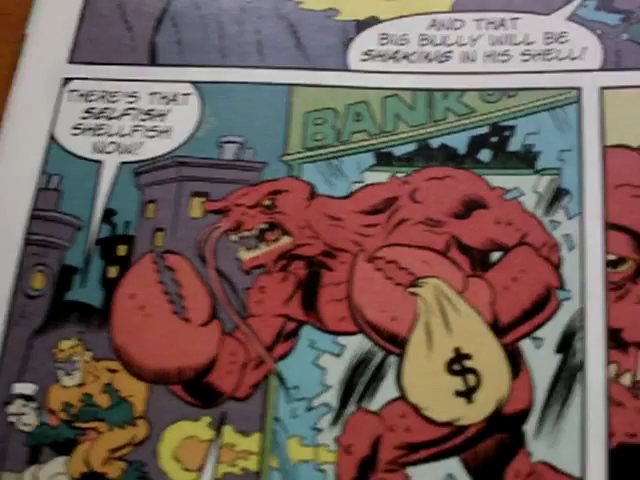 AND THAT
BIG BULLY WILL BE
SHAKING IN HIS SHELL!
THERE'S THAT
SELFISH
SHELLFISH
NOW!
BANK
$